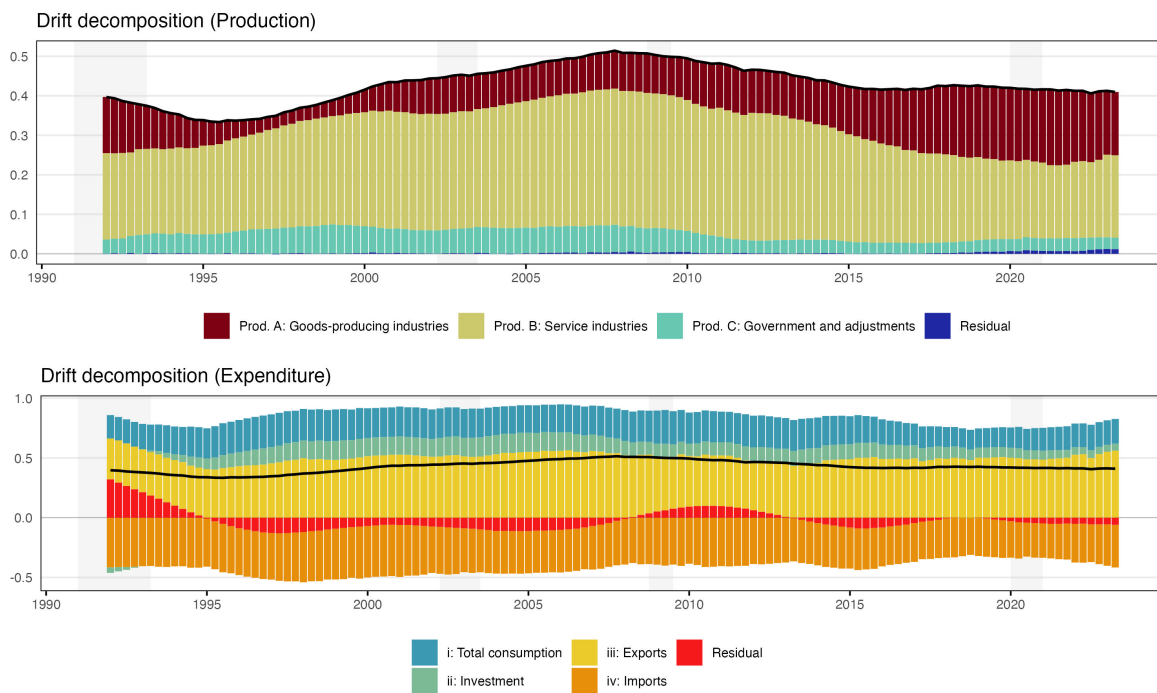 Drift decomposition (Production)
0.5
0.4
0.3
0.2
0.1
0.0
1990 1995 2000 2005 2010 2015 2020
Prod. A: Goods-producing industries Prod. B: Service industries Prod. C: Government and adjustments Residual
Drift decomposition (Expenditure)
1.0
0.5
0.0
-0.5
1990 1995 2000 2005 2010 2015 2020
i: Total consumption iii: Exports Residual
ii: Investment iv: Imports